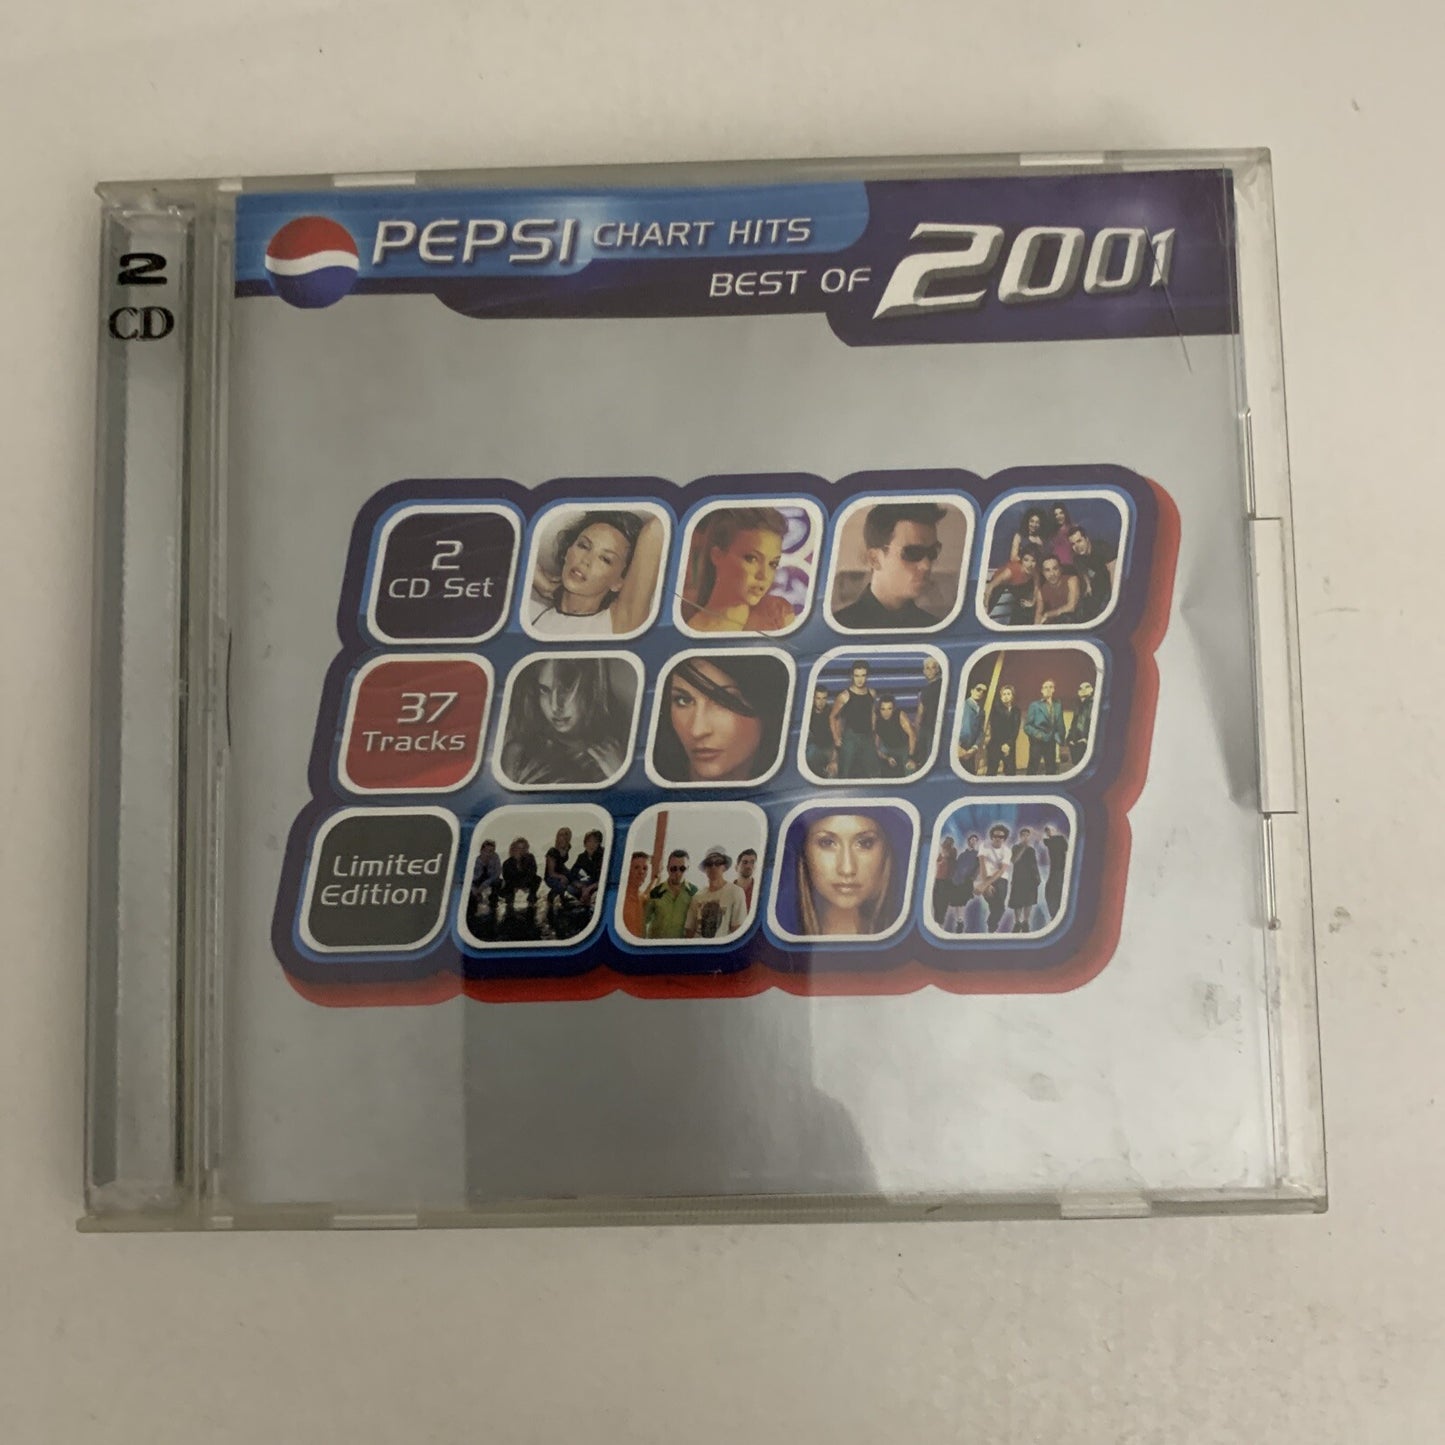 2
CD
PEPSI CHART HITS
BEST OF 2001
2
CD Set
37
Tracks
Limited
Edition